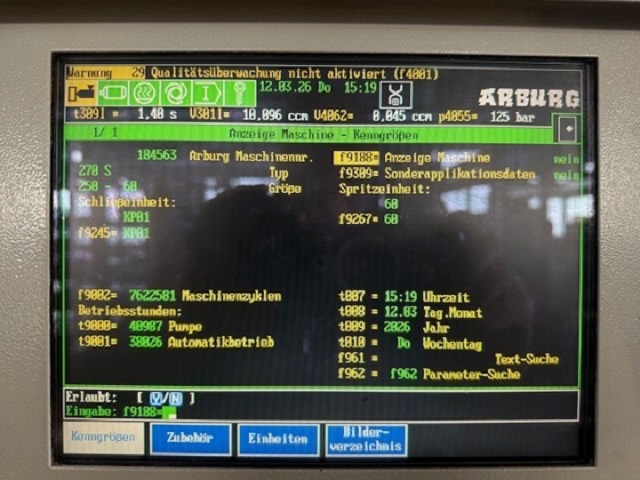 Warnung 29 Qualitätsüberwachung nicht aktiviert (f4001)
12.03.26 Do 15:19
ARBURG
t309l = 1.40 s V301l= 10.096 ccm V4062= 0.045 ccm p4055= 125 bar
1/ 1 Anzeige Maschine - Kenngrößen
184563 Arburg Maschinennr. f9188= Anzeige Maschine nein
270 S Typ f9309= Sonderapplikationsdaten nein
250 - 60 Größe Spritzeinheit:
Schließeinheit: 60
KP01 f9267= 60
f9245= KP01
f9002= 7622581 Maschinenzyklen t007 = 15:19 Uhrzeit
Betriebsstunden: t008 = 12.03 Tag.Monat
t9000= 40987 Pumpe t009 = 2026 Jahr
t9001= 38026 Automatikbetrieb t010 = Do Wochentag
f961 = Text-Suche
f962 = f962 Parameter-Suche
Erlaubt: [ Y/N ]
Eingabe: f9188=
Kenngrößen Zubehör Einheiten Bilder-
verzeichnis